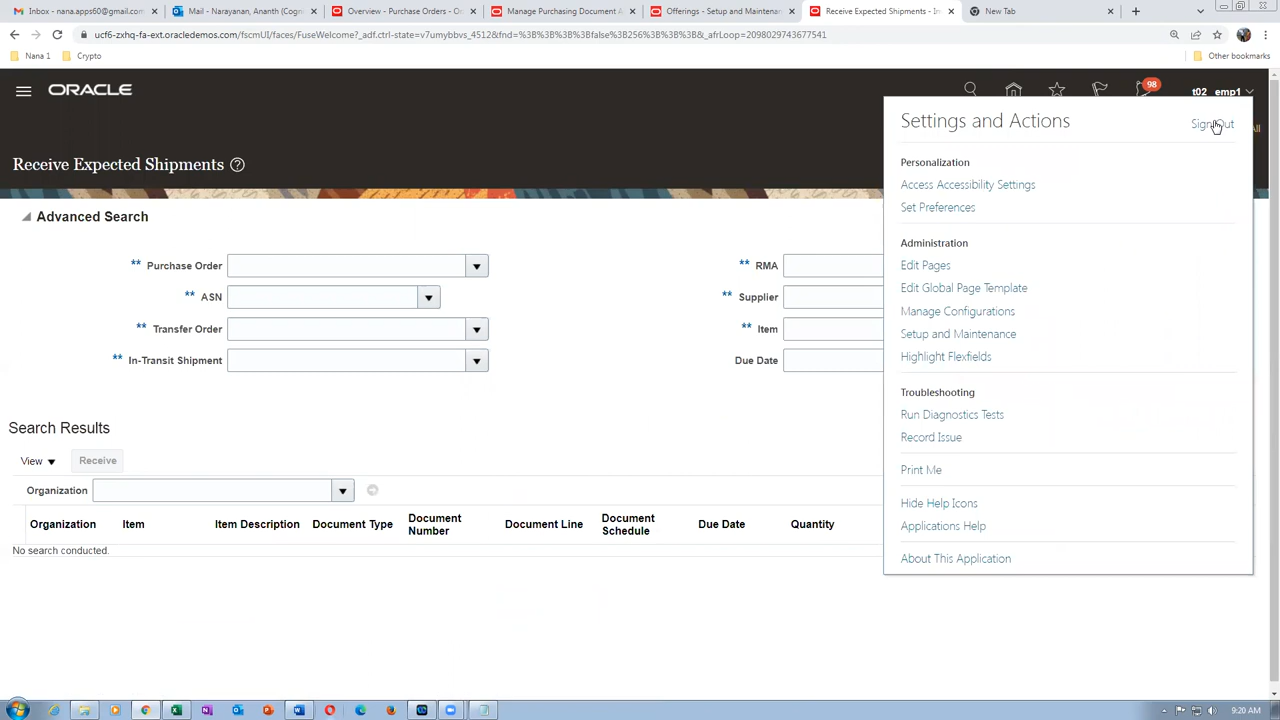 Inbox - nana.apps60@gmail.com
Mail - Narayanan, Ananth (Cogn
Overview - Purchase Orders - O
Manage Purchasing Document A
Offerings - Setup and Maintena
Receive Expected Shipments - In
New Tab
ucf6-zxhq-fa-ext.oracledemos.com/fscmUI/faces/FuseWelcome?_adf.ctrl-state=v7umybbvs_4512&fnd=%3B%3B%3B%3Bfalse%3B256%3B%3B%3B&_afrLoop=2098029743677541
Nana 1
Crypto
Other bookmarks
ORACLE
98
t02_emp1
Receive Expected Shipments
Advanced Search
** Purchase Order
** ASN
** Transfer Order
** In-Transit Shipment
** RMA
** Supplier
** Item
Due Date
Settings and Actions
Sign Out
Personalization
Access Accessibility Settings
Set Preferences
Administration
Edit Pages
Edit Global Page Template
Manage Configurations
Setup and Maintenance
Highlight Flexfields
Troubleshooting
Run Diagnostics Tests
Record Issue
Print Me
Hide Help Icons
Applications Help
About This Application
Search Results
View
Receive
Organization
Organization Item Item Description Document Type Document Number Document Line Document Schedule Due Date Quantity
No search conducted.
9:20 AM